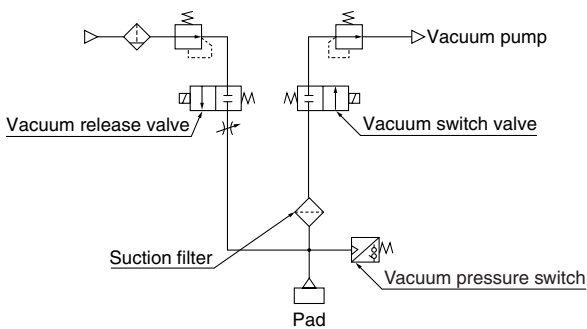 Vacuum pump
Vacuum release valve
Vacuum switch valve
Suction filter
Vacuum pressure switch
Pad